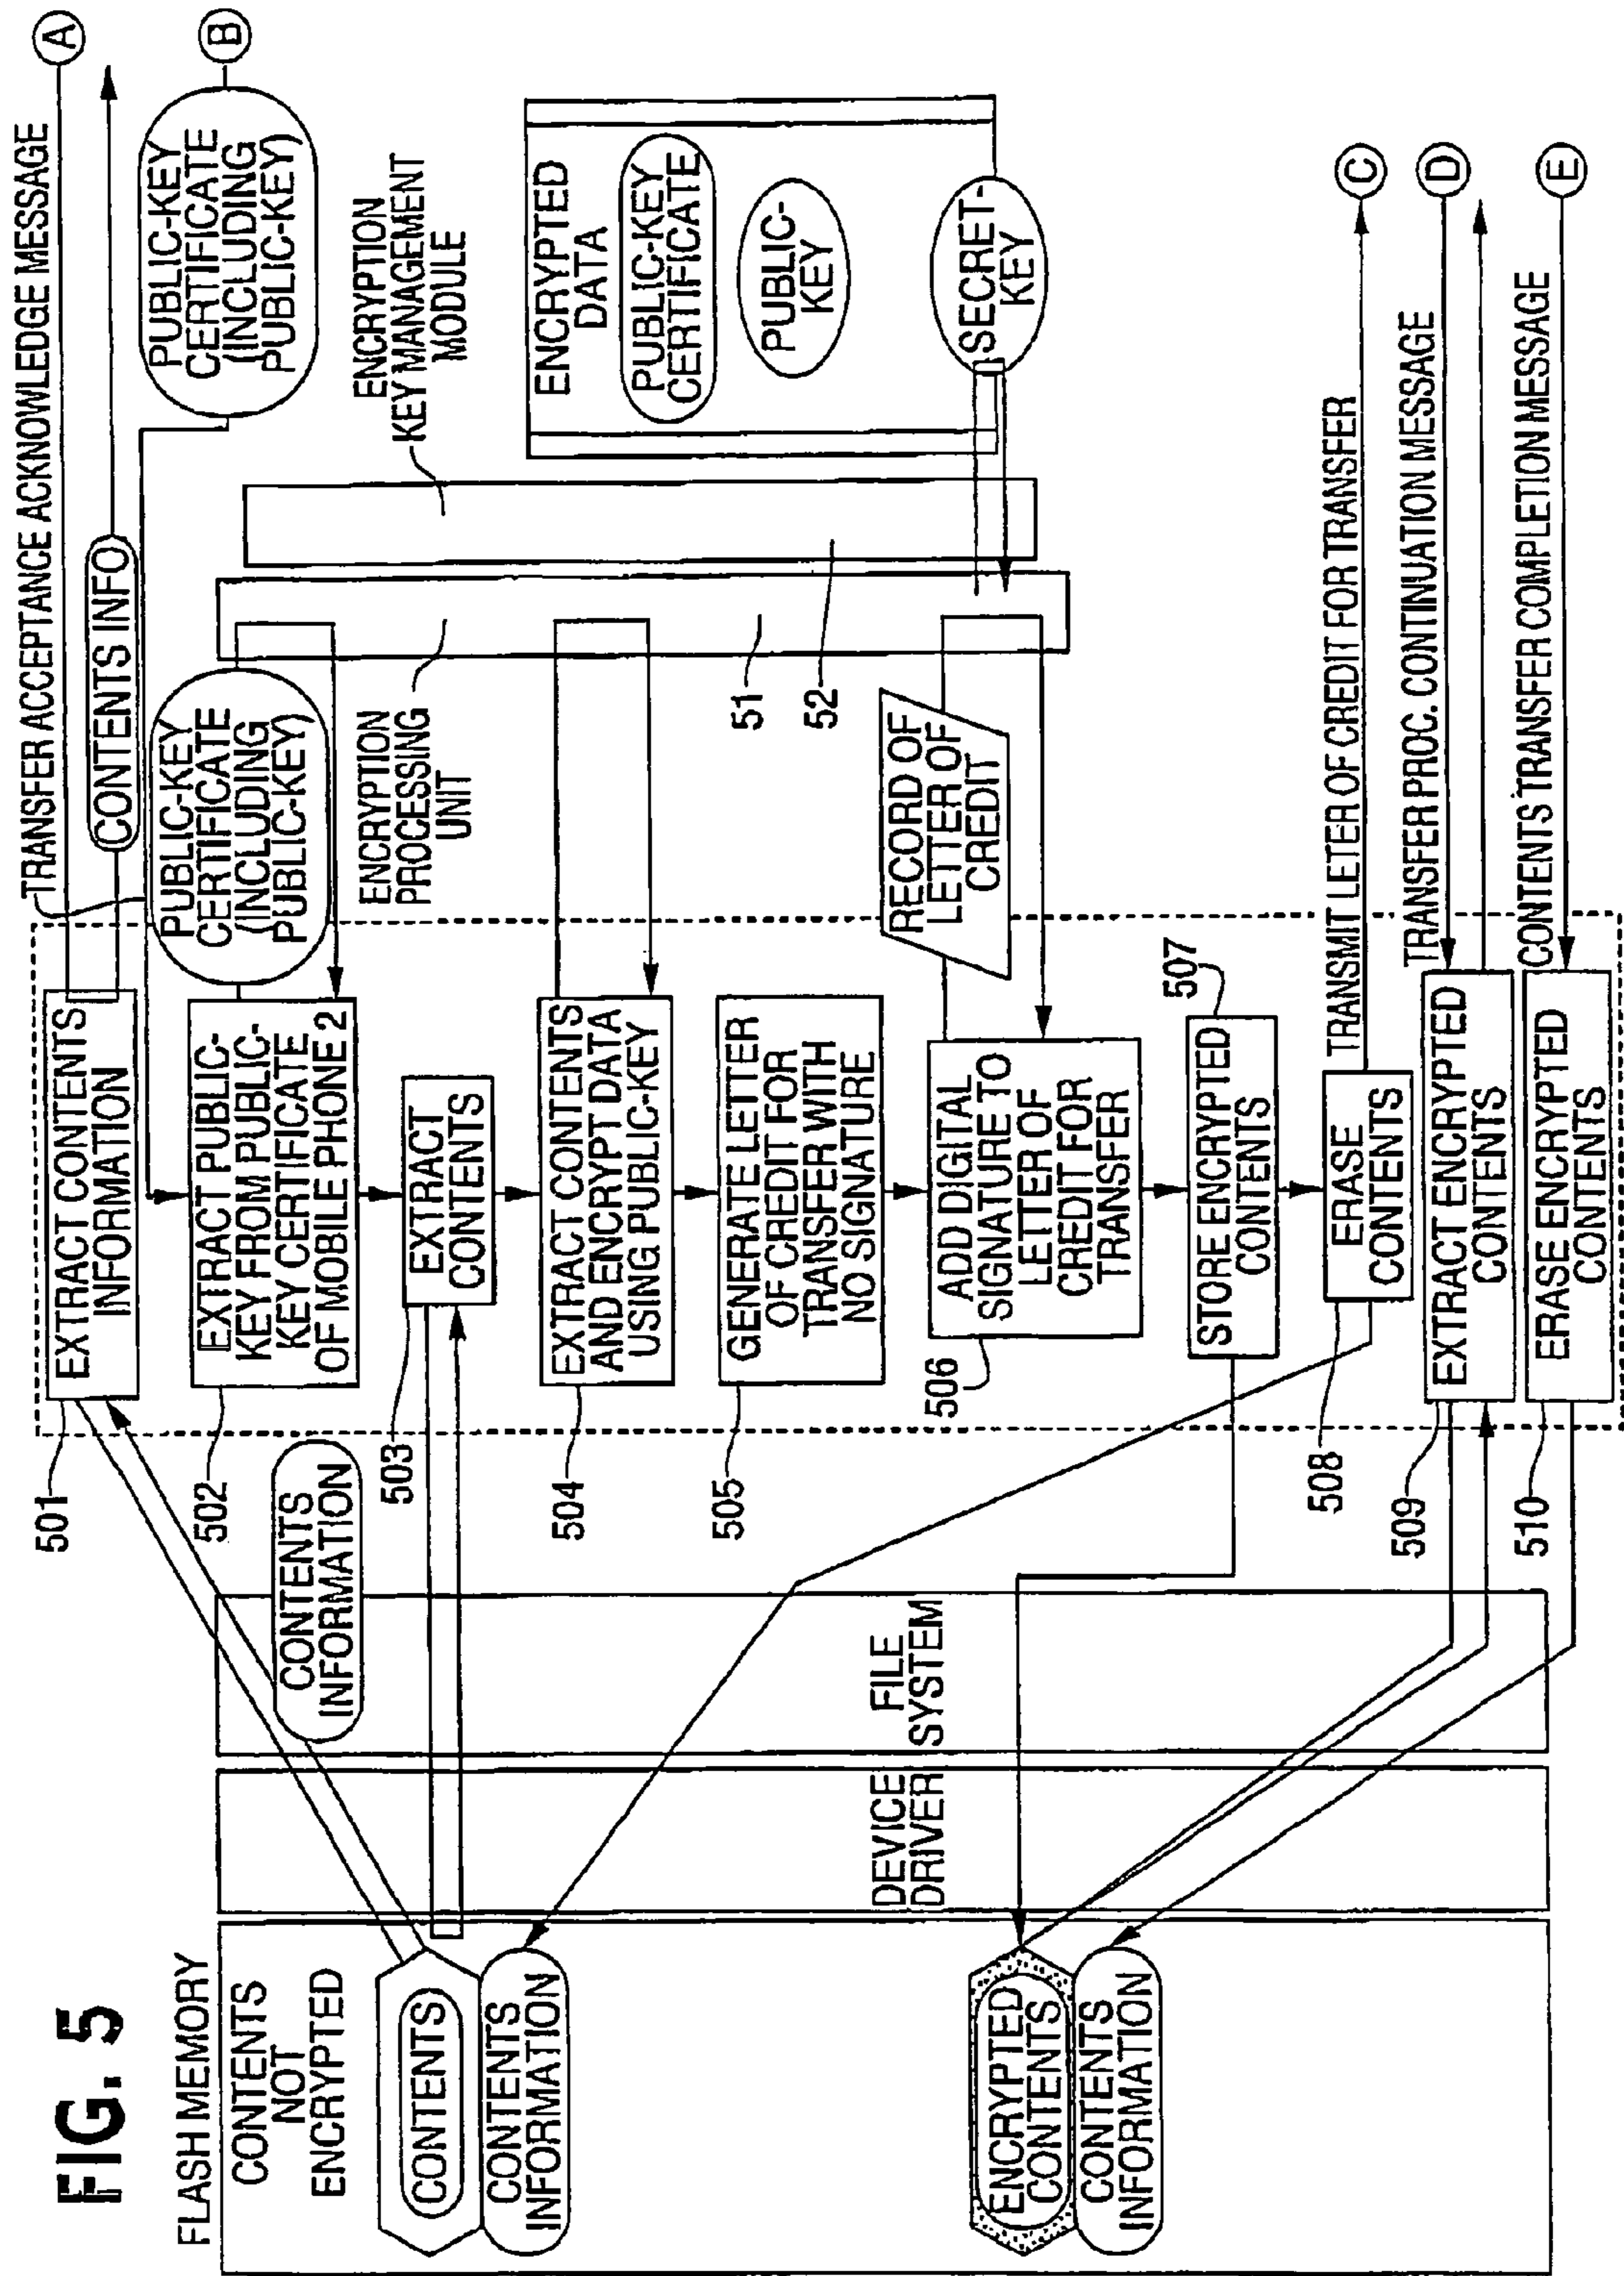 FIG. 5
FLASH MEMORY
CONTENTS
NOT
ENCRYPTED
CONTENTS
CONTENTS
INFORMATION
ENCRYPTED
CONTENTS
CONTENTS
INFORMATION
DEVICE
DRIVER
FILE
SYSTEM
CONTENTS
INFORMATION
501
EXTRACT CONTENTS
INFORMATION
502
EXTRACT PUBLIC-
KEY FROM PUBLIC-
KEY CERTIFICATE
OF MOBILE PHONE 2
503
EXTRACT
CONTENTS
504
EXTRACT CONTENTS
AND ENCRYPT DATA
USING PUBLIC-KEY
505
GENERATE LETTER
OF CREDIT FOR
TRANSFER WITH
NO SIGNATURE
506
ADD DIGITAL
SIGNATURE TO
LETTER OF
CREDIT FOR
TRANSFER
507
STORE ENCRYPTED
CONTENTS
508
ERASE
CONTENTS
509
EXTRACT ENCRYPTED
CONTENTS
510
ERASE ENCRYPTED
CONTENTS
TRANSFER ACCEPTANCE ACKNOWLEDGE MESSAGE
A
CONTENTS INFO
PUBLIC-KEY
CERTIFICATE
(INCLUDING
PUBLIC-KEY)
PUBLIC-KEY
CERTIFICATE
(INCLUDING
PUBLIC-KEY)
B
ENCRYPTION
PROCESSING
UNIT
51
52
ENCRYPTION
KEY MANAGEMENT
MODULE
ENCRYPTED
DATA
PUBLIC-KEY
CERTIFICATE
PUBLIC-
KEY
SECRET-
KEY
RECORD OF
LETTER OF
CREDIT
TRANSMIT LETER OF CREDIT FOR TRANSFER
C
TRANSFER PROC. CONTINUATION MESSAGE
D
CONTENTS TRANSFER COMPLETION MESSAGE
E